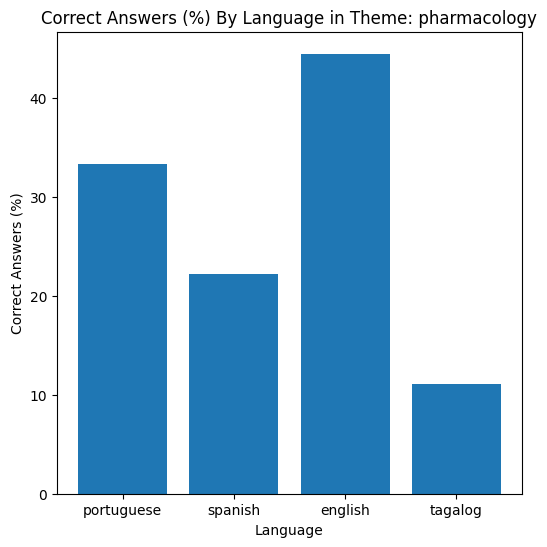 Correct Answers (%) By Language in Theme: pharmacology
Correct Answers (%)
40
30
20
10
0
portuguese spanish english tagalog
Language